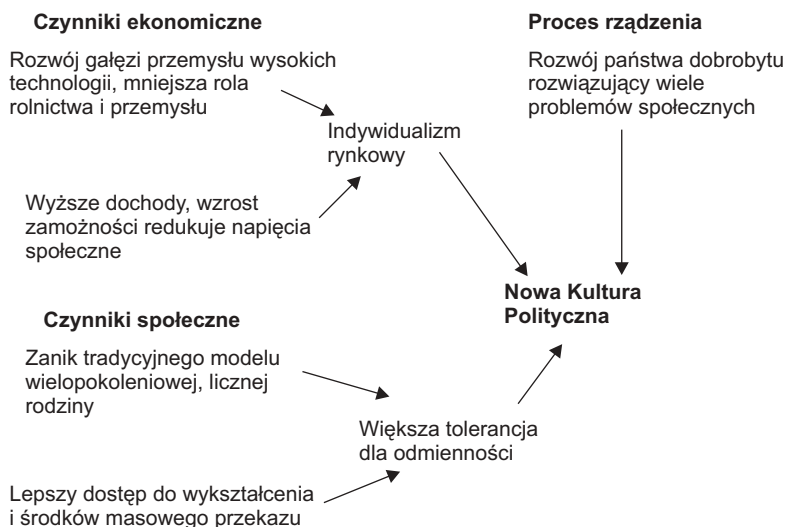 Czynniki ekonomiczne
Rozwój gałęzi przemysłu wysokich
technologii, mniejsza rola
rolnictwa i przemysłu
Proces rządzenia
Rozwój państwa dobrobytu
rozwiązujący wiele
problemów społecznych
Indywidualizm
rynkowy
Wyższe dochody, wzrost
zamożności redukuje napięcia
społeczne
Nowa Kultura
Polityczna
Czynniki społeczne
Zanik tradycyjnego modelu
wielopokoleniowej, licznej
rodziny
Większa tolerancja
dla odmienności
Lepszy dostęp do wykształcenia
i środków masowego przekazu